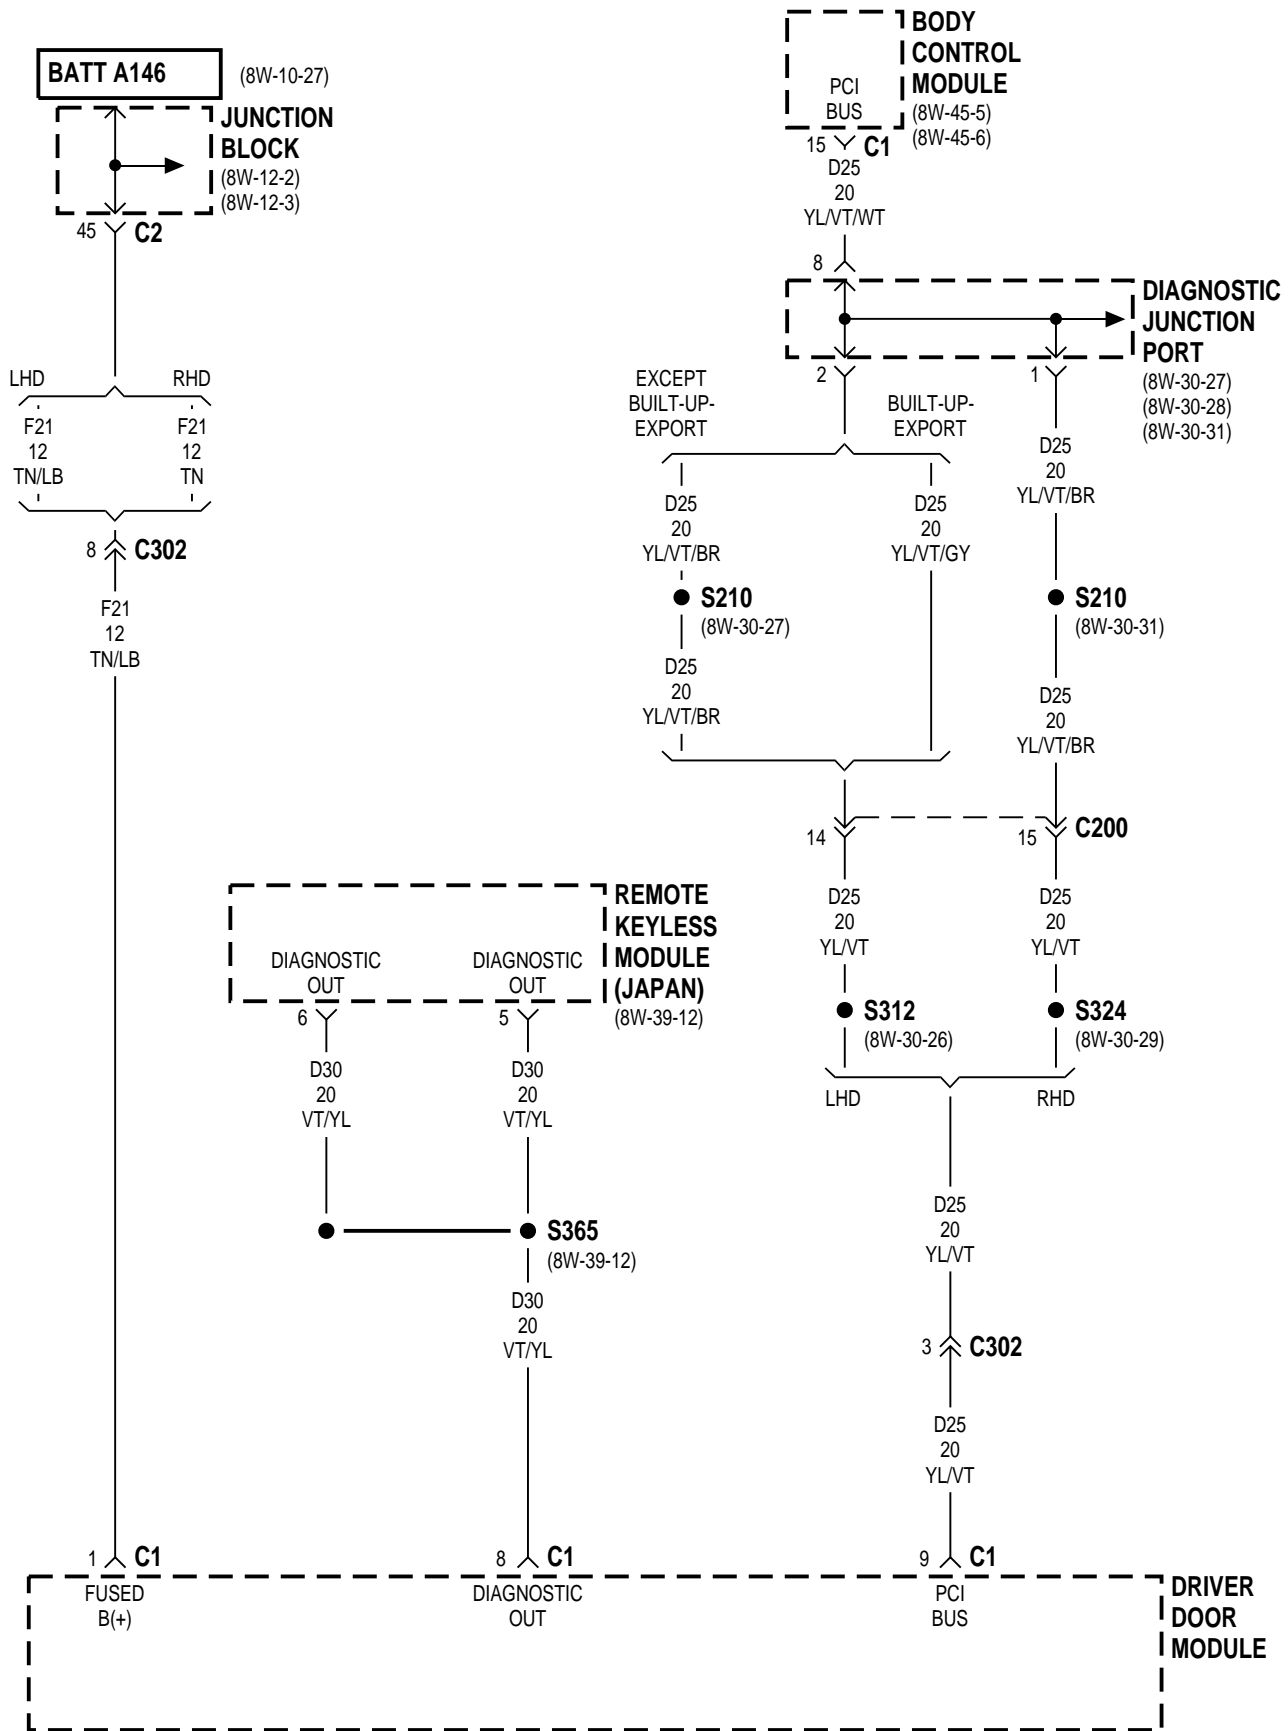 BATT A146
(8W-10-27)
JUNCTION
BLOCK
(8W-12-2)
(8W-12-3)
45
C2
LHD
RHD
F21
12
TN/LB
F21
12
TN
8
C302
F21
12
TN/LB
BODY
CONTROL
MODULE
(8W-45-5)
(8W-45-6)
PCI
BUS
15
C1
D25
20
YL/VT/WT
8
DIAGNOSTIC
JUNCTION
PORT
(8W-30-27)
(8W-30-28)
(8W-30-31)
2
1
EXCEPT
BUILT-UP-
EXPORT
BUILT-UP-
EXPORT
D25
20
YL/VT/BR
D25
20
YL/VT/BR
D25
20
YL/VT/GY
S210
(8W-30-27)
S210
(8W-30-31)
D25
20
YL/VT/BR
D25
20
YL/VT/BR
14
15
C200
D25
20
YL/VT
D25
20
YL/VT
S312
(8W-30-26)
S324
(8W-30-29)
LHD
RHD
REMOTE
KEYLESS
MODULE
(JAPAN)
(8W-39-12)
DIAGNOSTIC
OUT
DIAGNOSTIC
OUT
6
5
D30
20
VT/YL
D30
20
VT/YL
S365
(8W-39-12)
D30
20
VT/YL
D25
20
YL/VT
3
C302
D25
20
YL/VT
1
C1
8
C1
9
C1
FUSED
B(+)
DIAGNOSTIC
OUT
PCI
BUS
DRIVER
DOOR
MODULE